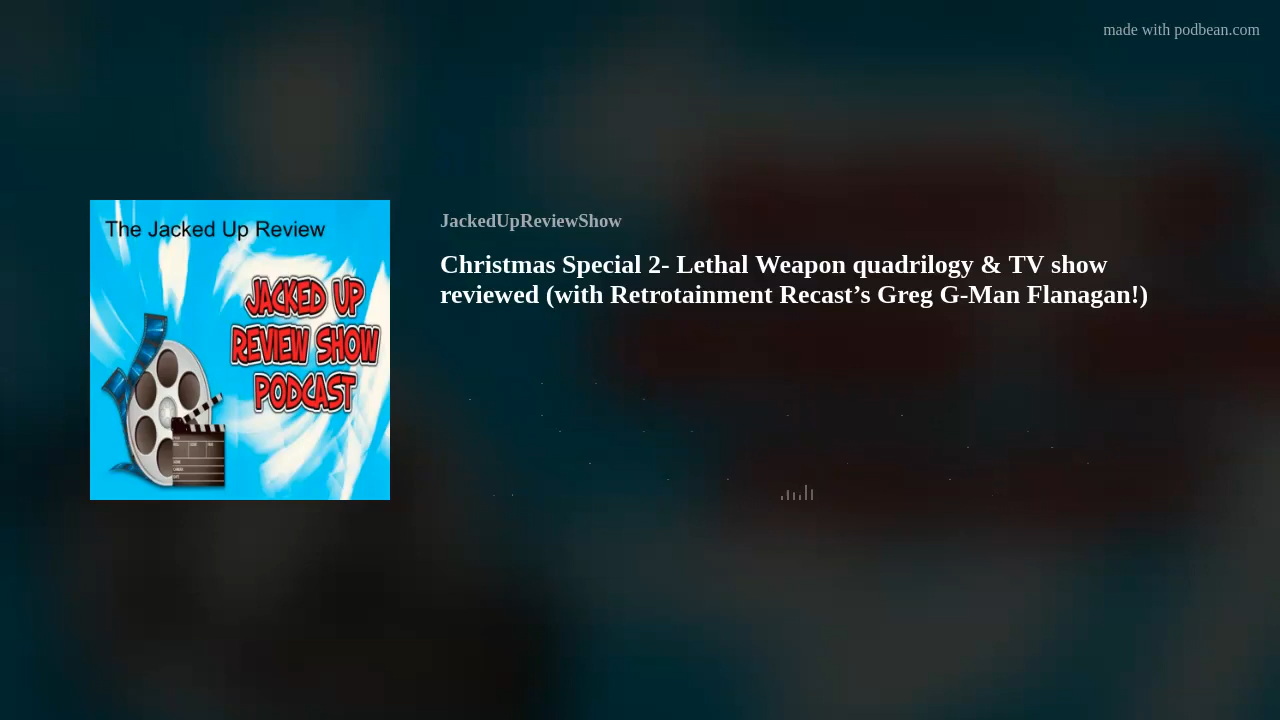 made with podbean.com
The Jacked Up Review
JACKED UP
REVIEW SHOW
PODCAST
JackedUpReviewShow
Christmas Special 2- Lethal Weapon quadrilogy & TV show
reviewed (with Retrotainment Recast’s Greg G-Man Flanagan!)